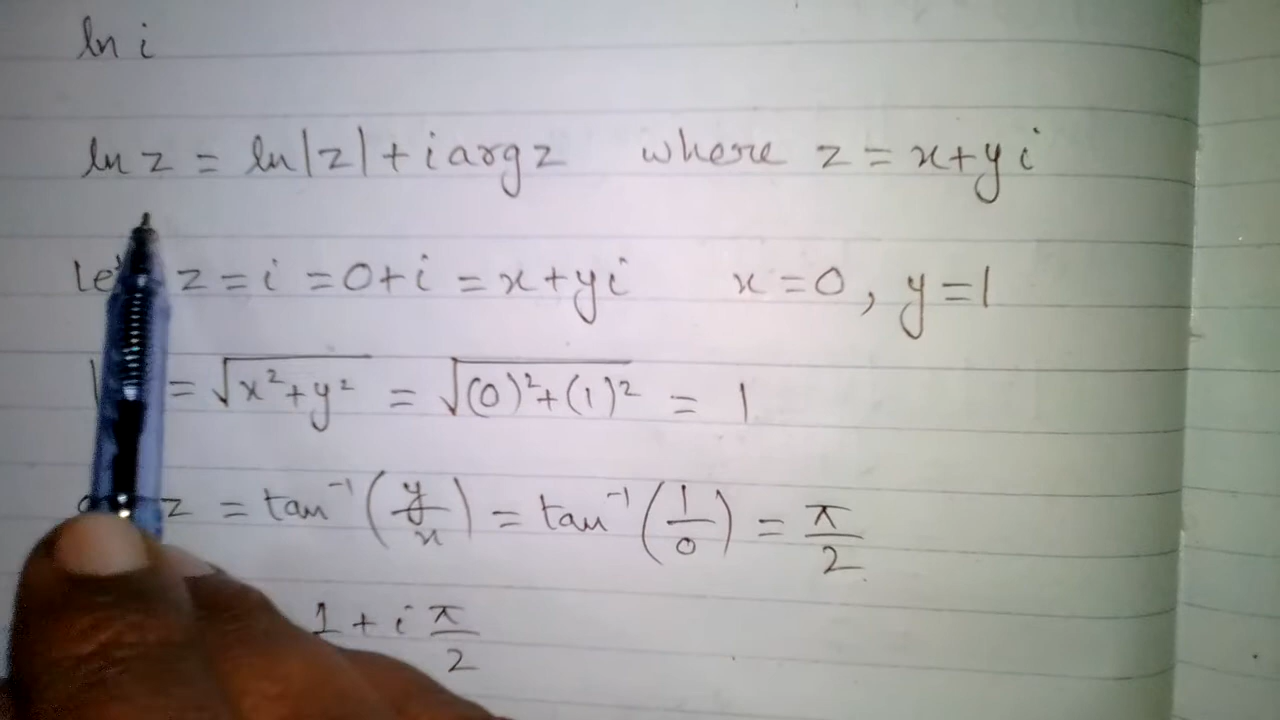 ln i
ln z = ln|z| + i arg z where z = x+yi
z = i = 0+i = x+yi x=0, y=1
= √(x²+y²) = √((0)²+(1)²) = 1
z = tan⁻¹(y/x) = tan⁻¹(1/0) = π/2
1 + i π/2